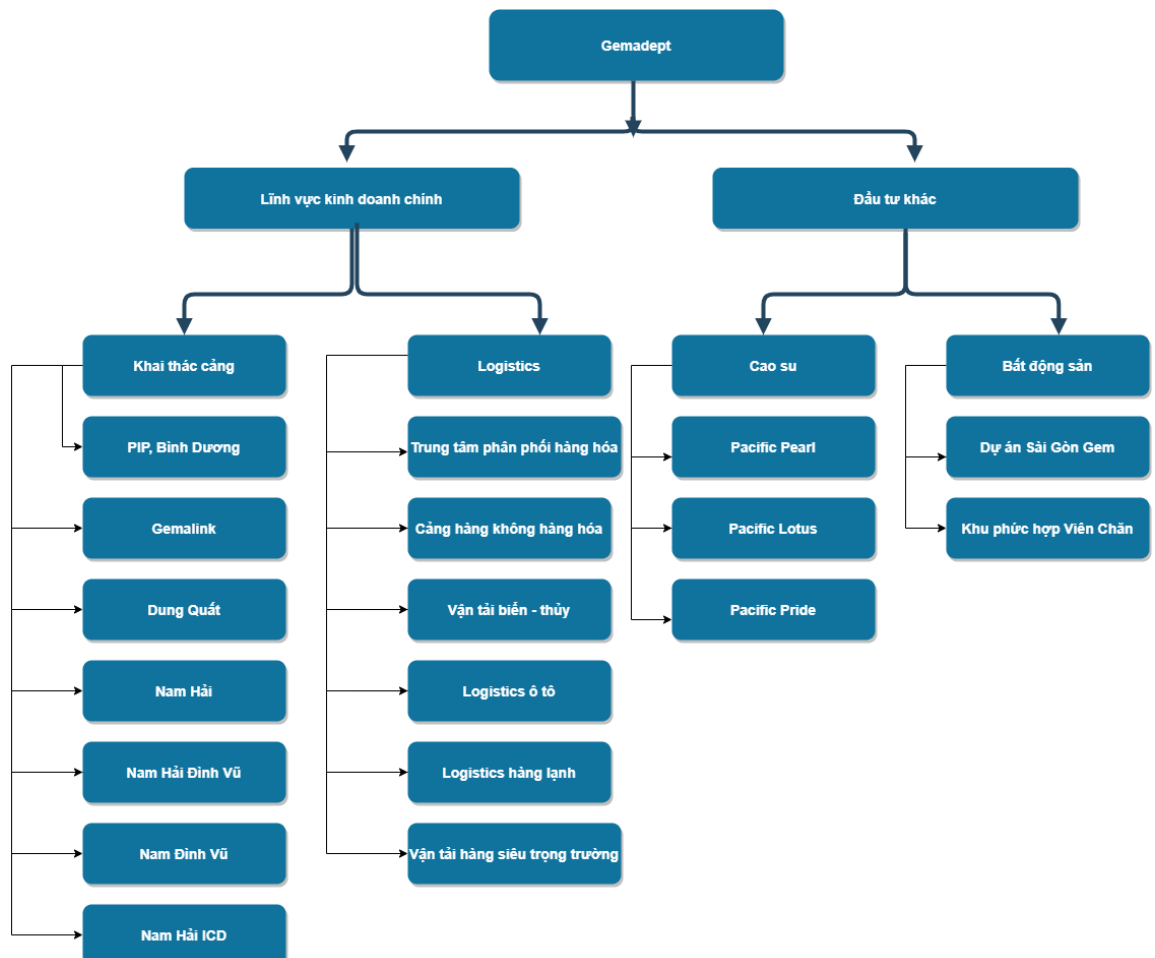 Gemadept
Lĩnh vực kinh doanh chính
Đầu tư khác
Khai thác cảng
Logistics
Cao su
Bất động sản
PIP, Bình Dương
Trung tâm phân phối hàng hóa
Pacific Pearl
Dự án Sài Gòn Gem
Gemalink
Cảng hàng không hàng hóa
Pacific Lotus
Khu phức hợp Viên Chăn
Dung Quất
Vận tải biển - thủy
Pacific Pride
Nam Hải
Logistics ô tô
Nam Hải Đình Vũ
Logistics hàng lạnh
Nam Đình Vũ
Vận tải hàng siêu trọng trường
Nam Hải ICD